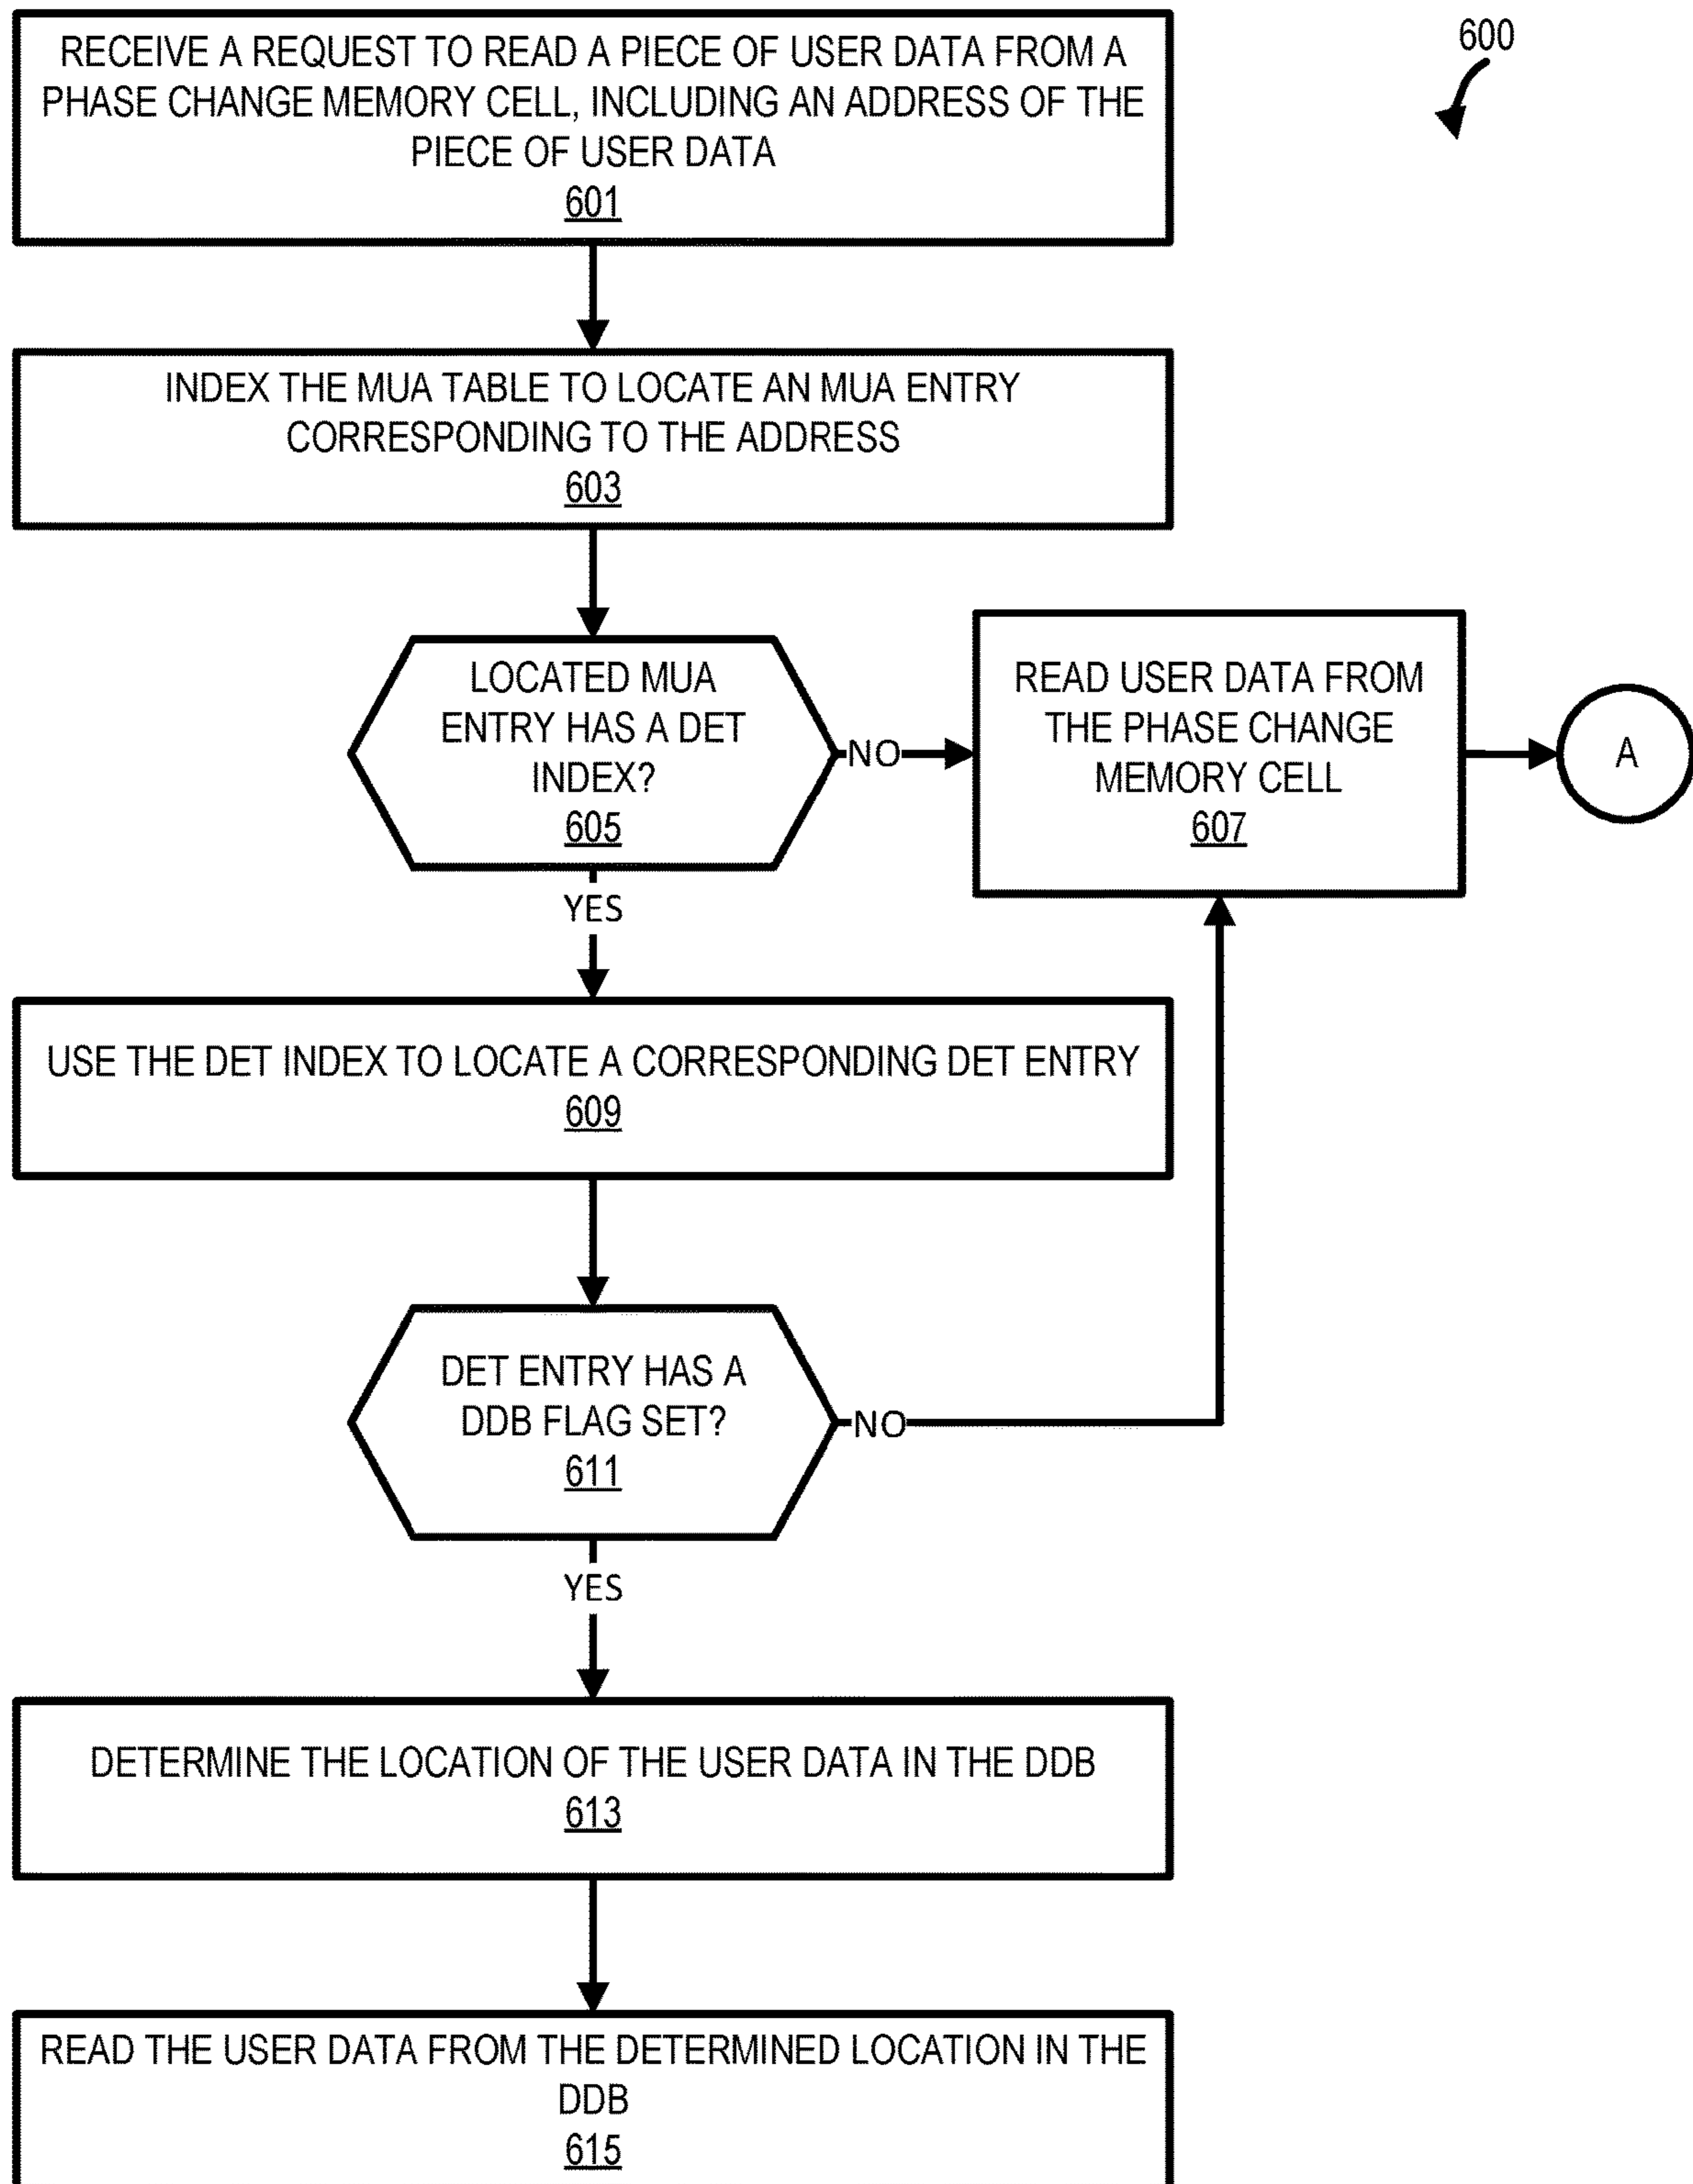 600
RECEIVE A REQUEST TO READ A PIECE OF USER DATA FROM A
PHASE CHANGE MEMORY CELL, INCLUDING AN ADDRESS OF THE
PIECE OF USER DATA
601
INDEX THE MUA TABLE TO LOCATE AN MUA ENTRY
CORRESPONDING TO THE ADDRESS
603
LOCATED MUA
ENTRY HAS A DET
INDEX?
605
NO
READ USER DATA FROM
THE PHASE CHANGE
MEMORY CELL
607
A
YES
USE THE DET INDEX TO LOCATE A CORRESPONDING DET ENTRY
609
DET ENTRY HAS A
DDB FLAG SET?
611
NO
YES
DETERMINE THE LOCATION OF THE USER DATA IN THE DDB
613
READ THE USER DATA FROM THE DETERMINED LOCATION IN THE
DDB
615